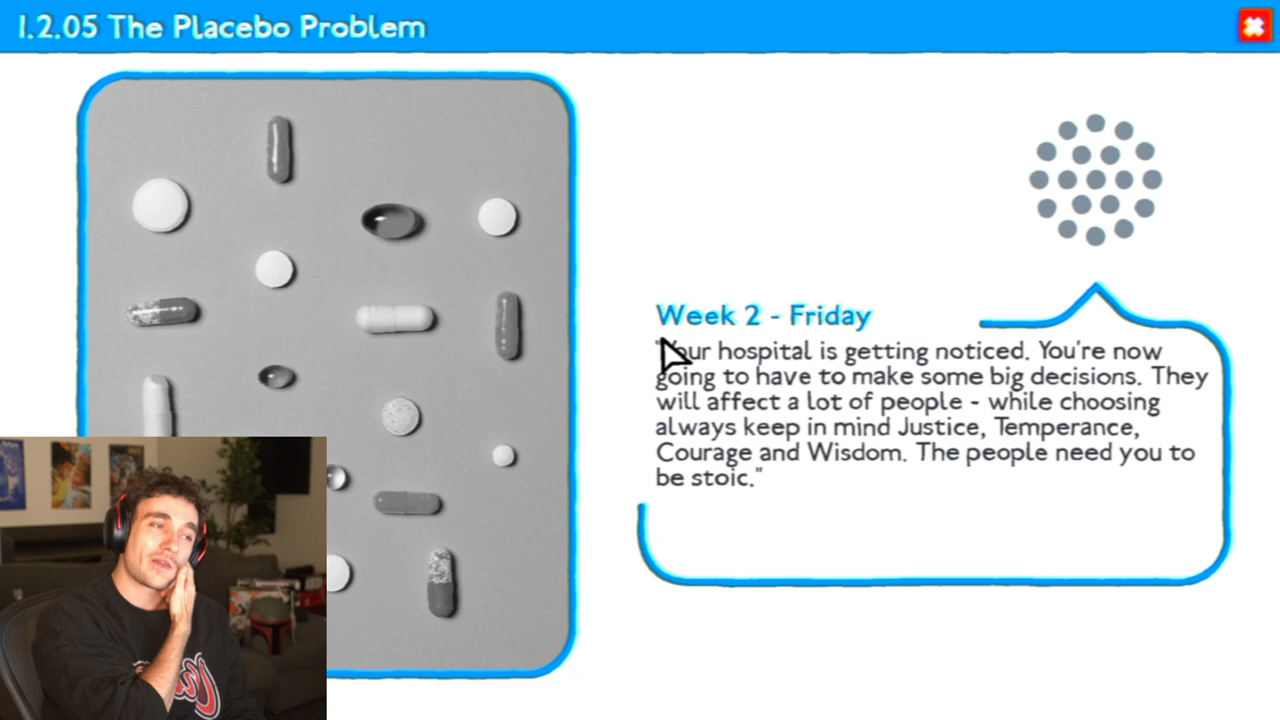 1.2.05 The Placebo Problem
Week 2 - Friday
"Your hospital is getting noticed. You're now
going to have to make some big decisions. They
will affect a lot of people - while choosing
always keep in mind Justice, Temperance,
Courage and Wisdom. The people need you to
be stoic."